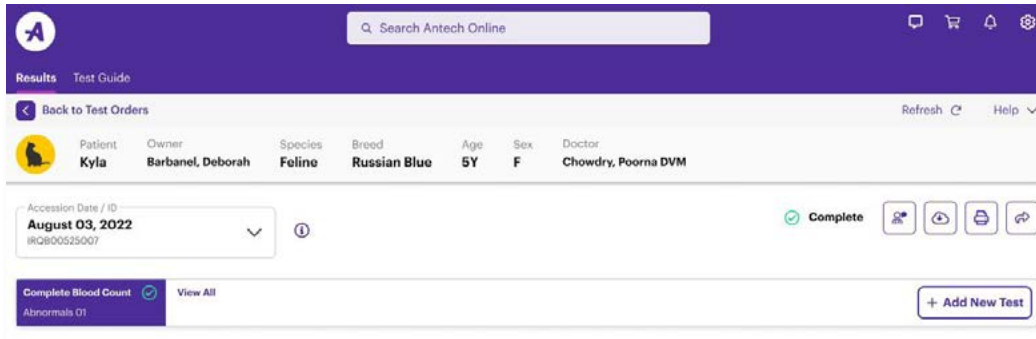 Search Antech Online
Results Test Guide
Back to Test Orders Refresh Help
Patient Owner Species Breed Age Sex Doctor
Kyla Barbanel, Deborah Feline Russian Blue 5Y F Chowdry, Poorna DVM
Accession Date / ID
August 03, 2022
IRQB00525007
Complete
Complete Blood Count View All
Abnormals 01
+ Add New Test